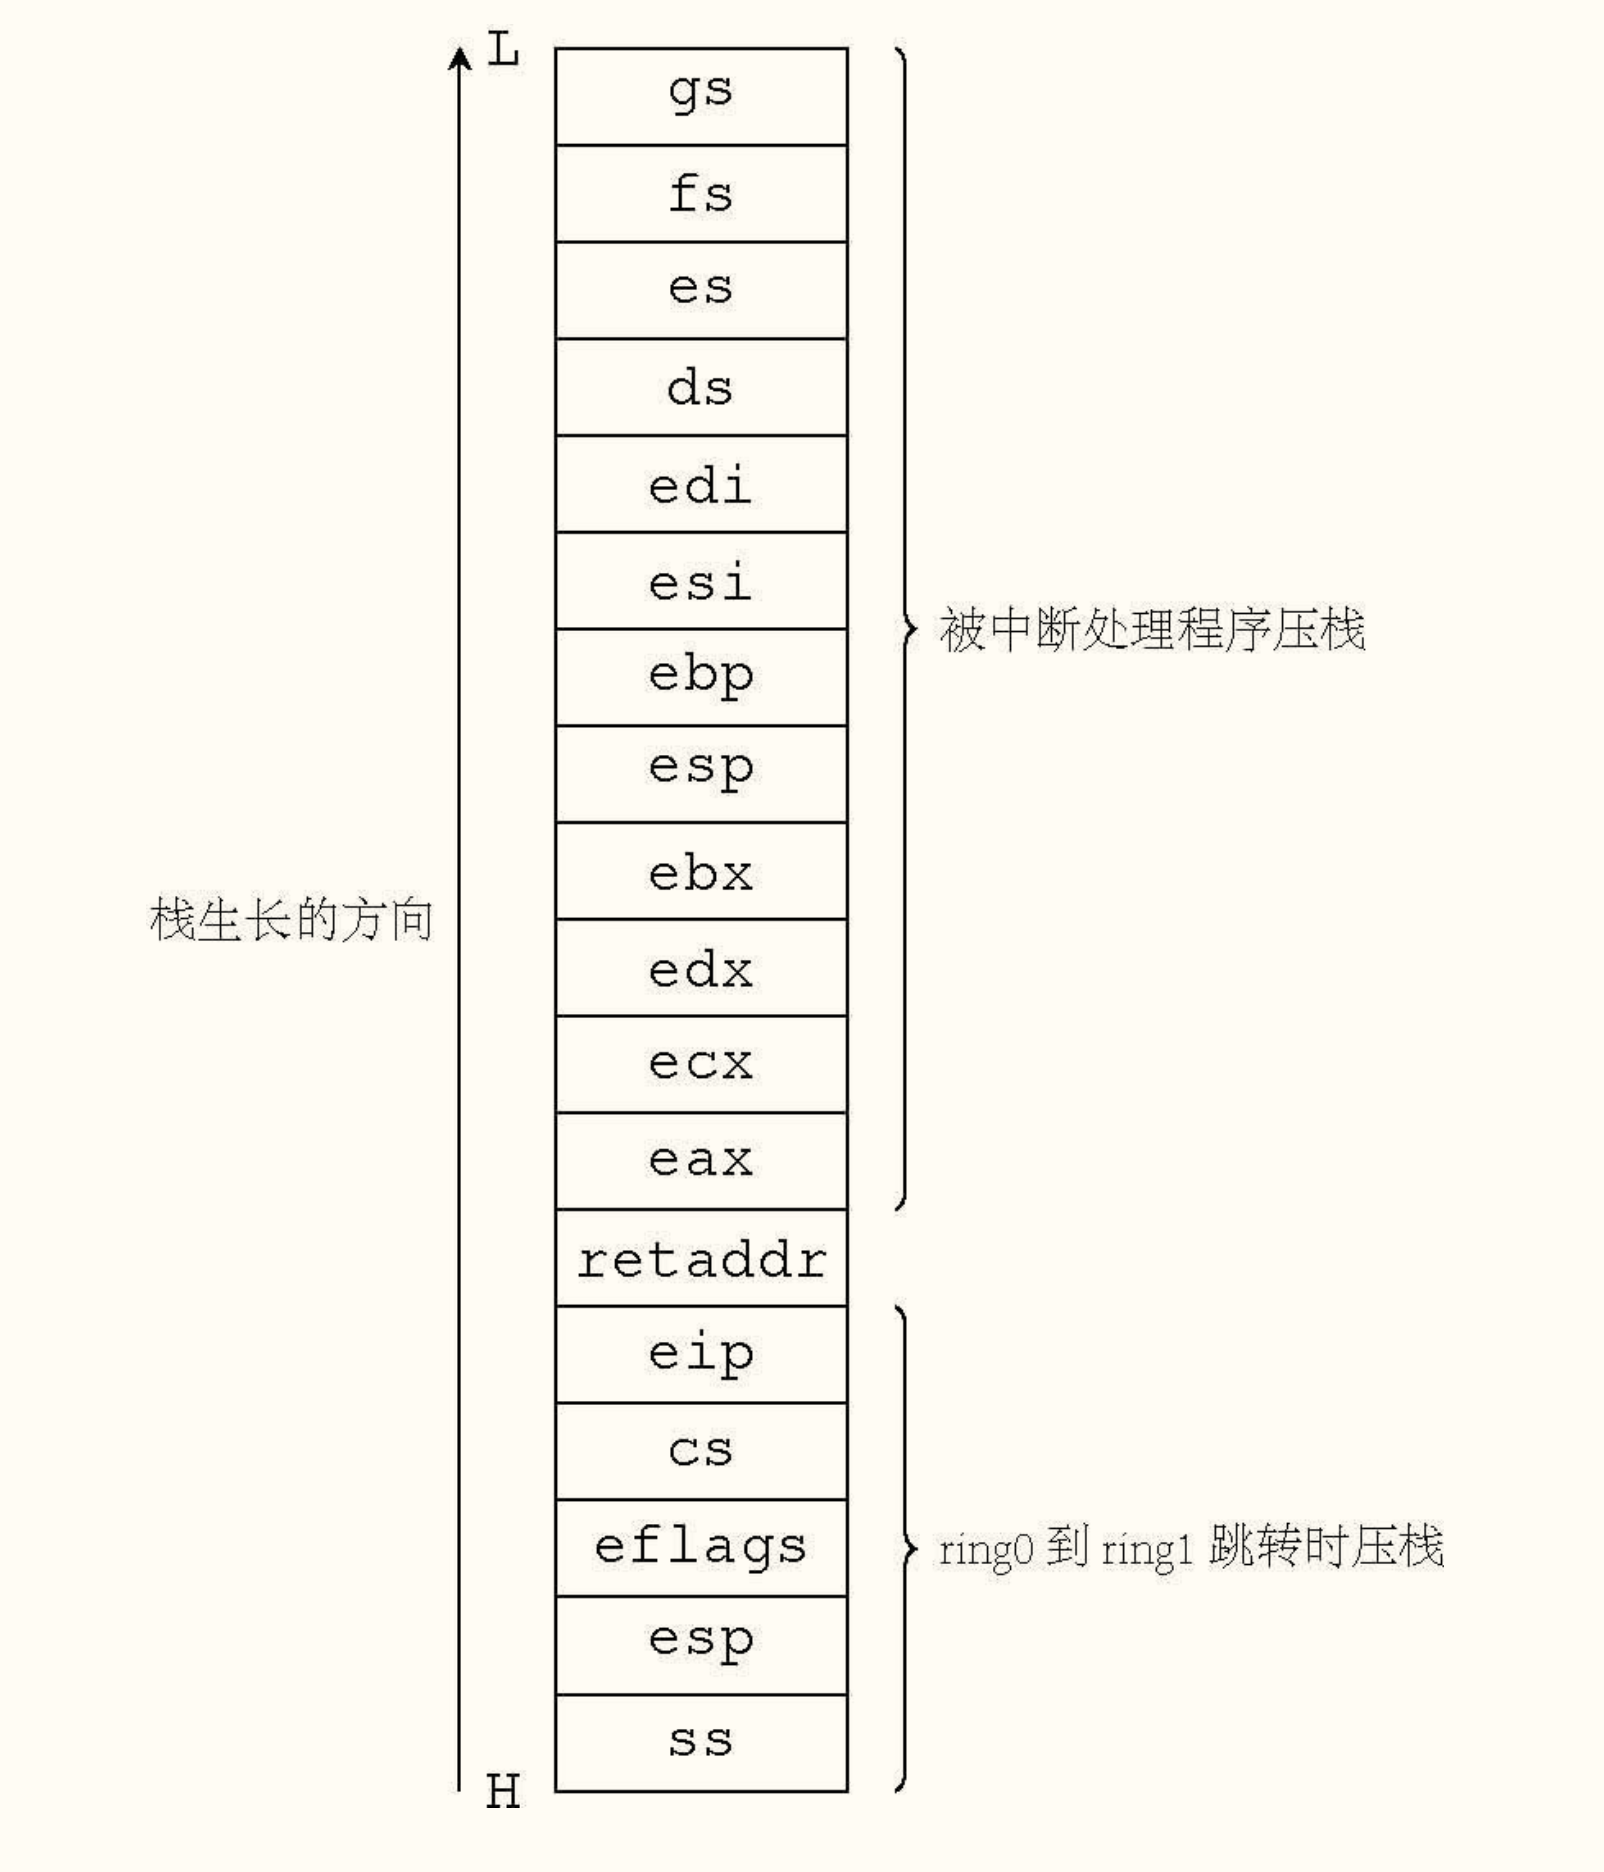 L
gs
fs
es
ds
edi
esi
被中断处理程序压栈
ebp
esp
ebx
栈生长的方向
edx
ecx
eax
retaddr
eip
cs
eflags
ring0 到 ring1 跳转时压栈
esp
ss
H